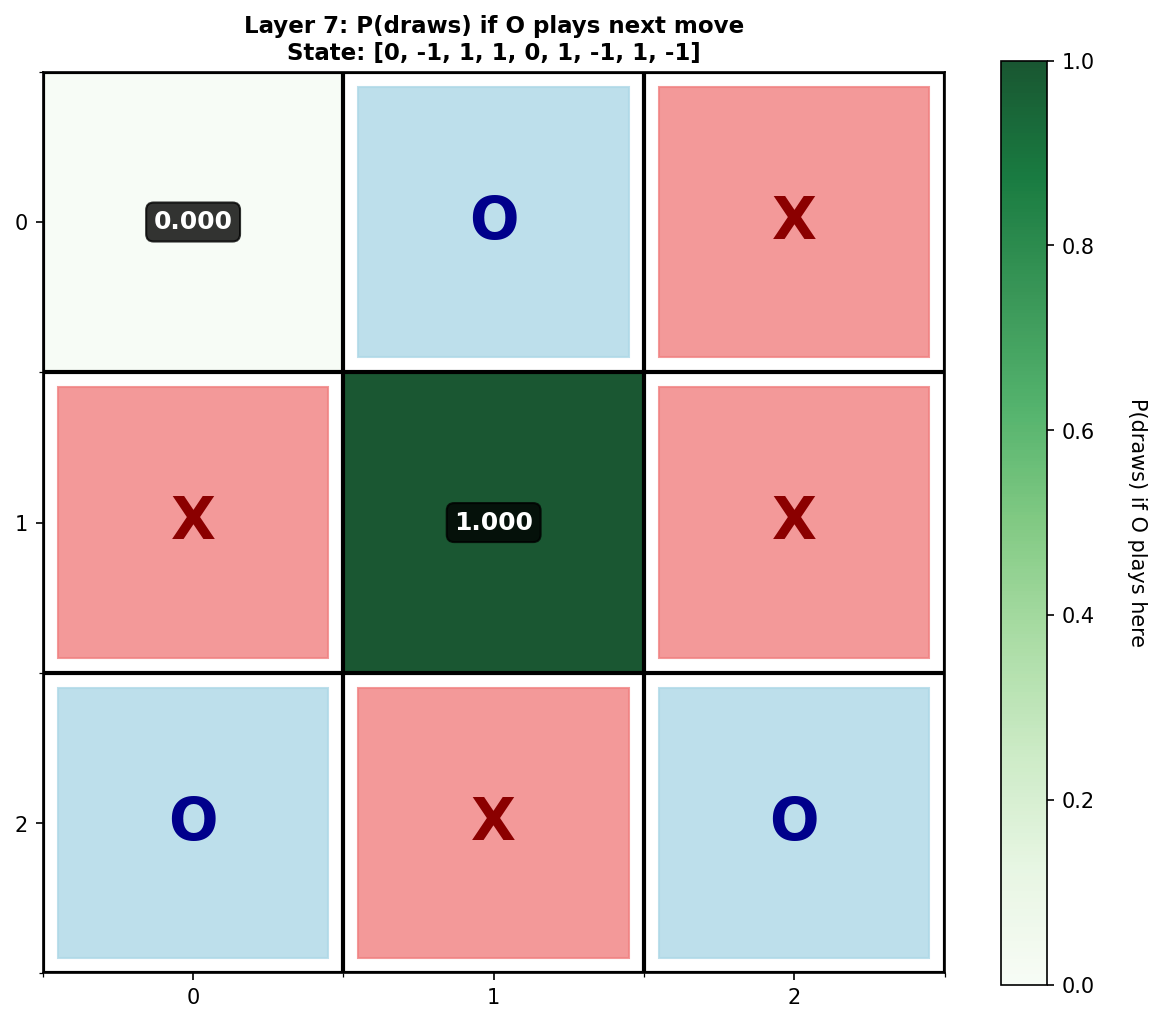 Layer 7: P(draws) if O plays next move
State: [0, -1, 1, 1, 0, 1, -1, 1, -1]
0
0.000
O
X
1
X
1.000
X
2
O
X
O
0
1
2
1.0
0.8
0.6
0.4
0.2
0.0
P(draws) if O plays here